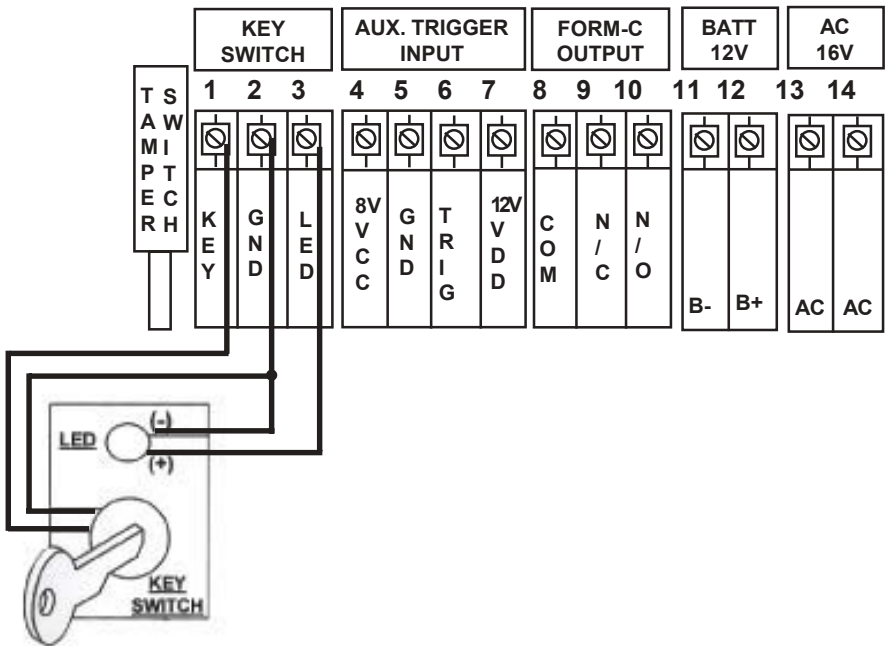 KEY
SWITCH
AUX. TRIGGER
INPUT
FORM-C
OUTPUT
BATT
12V
AC
16V
TAMPER
SWITCH
1 2 3 4 5 6 7 8 9 10 11 12 13 14
KEY
GND
LED
8V
VCC
GND
TRIG
12V
VDD
COM
N/C
N/O
B-
B+
AC
AC
LED
(-)
(+)
KEY
SWITCH